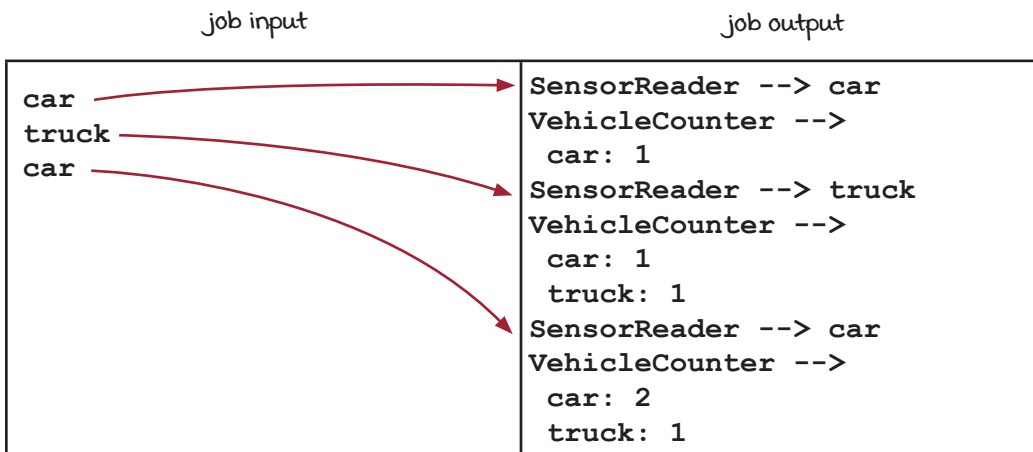 job input
job output
car
truck
car
SensorReader --> car
VehicleCounter -->
car: 1
SensorReader --> truck
VehicleCounter -->
car: 1
truck: 1
SensorReader --> car
VehicleCounter -->
car: 2
truck: 1